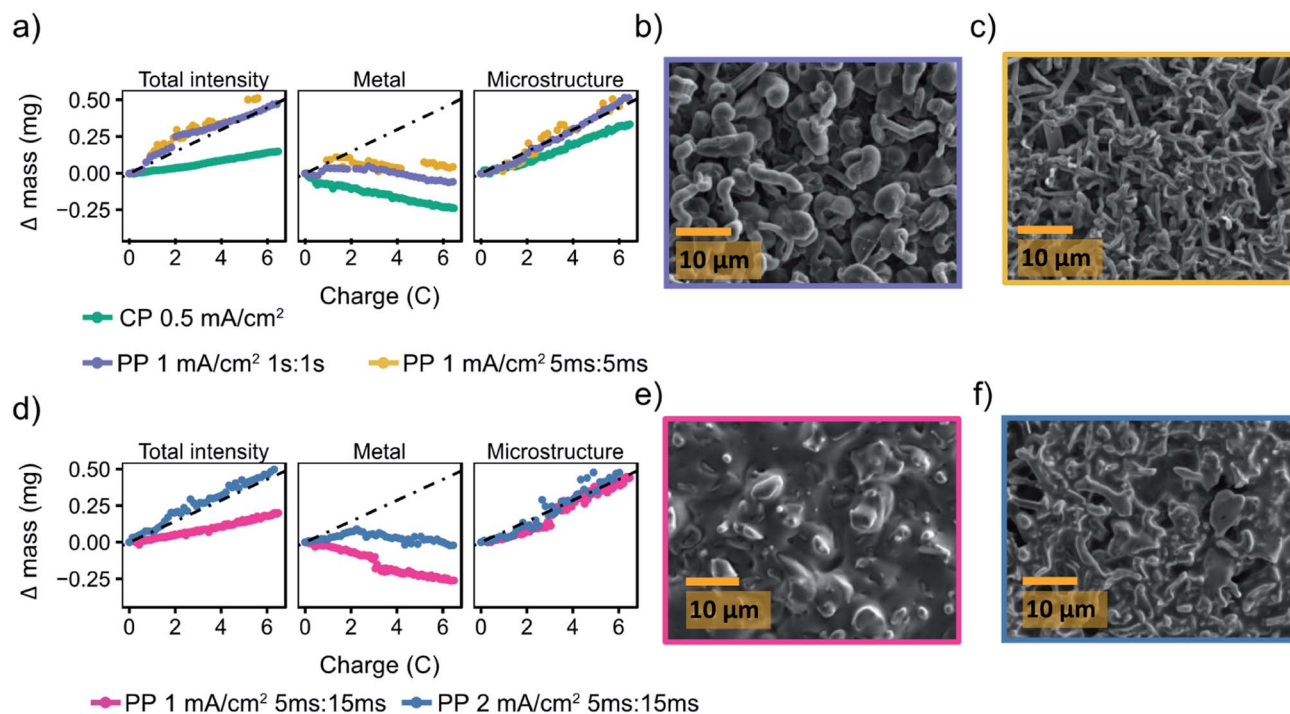 a)
Total intensity
Metal
Microstructure
Δ mass (mg)
0.50
0.25
0.00
−0.25
0 2 4 6
0 2 4 6
0 2 4 6
Charge (C)
CP 0.5 mA/cm²
PP 1 mA/cm² 1s:1s
PP 1 mA/cm² 5ms:5ms
b)
10 µm
c)
10 µm
d)
Total intensity
Metal
Microstructure
Δ mass (mg)
0.50
0.25
0.00
−0.25
0 2 4 6
0 2 4 6
0 2 4 6
Charge (C)
PP 1 mA/cm² 5ms:15ms
PP 2 mA/cm² 5ms:15ms
e)
10 µm
f)
10 µm